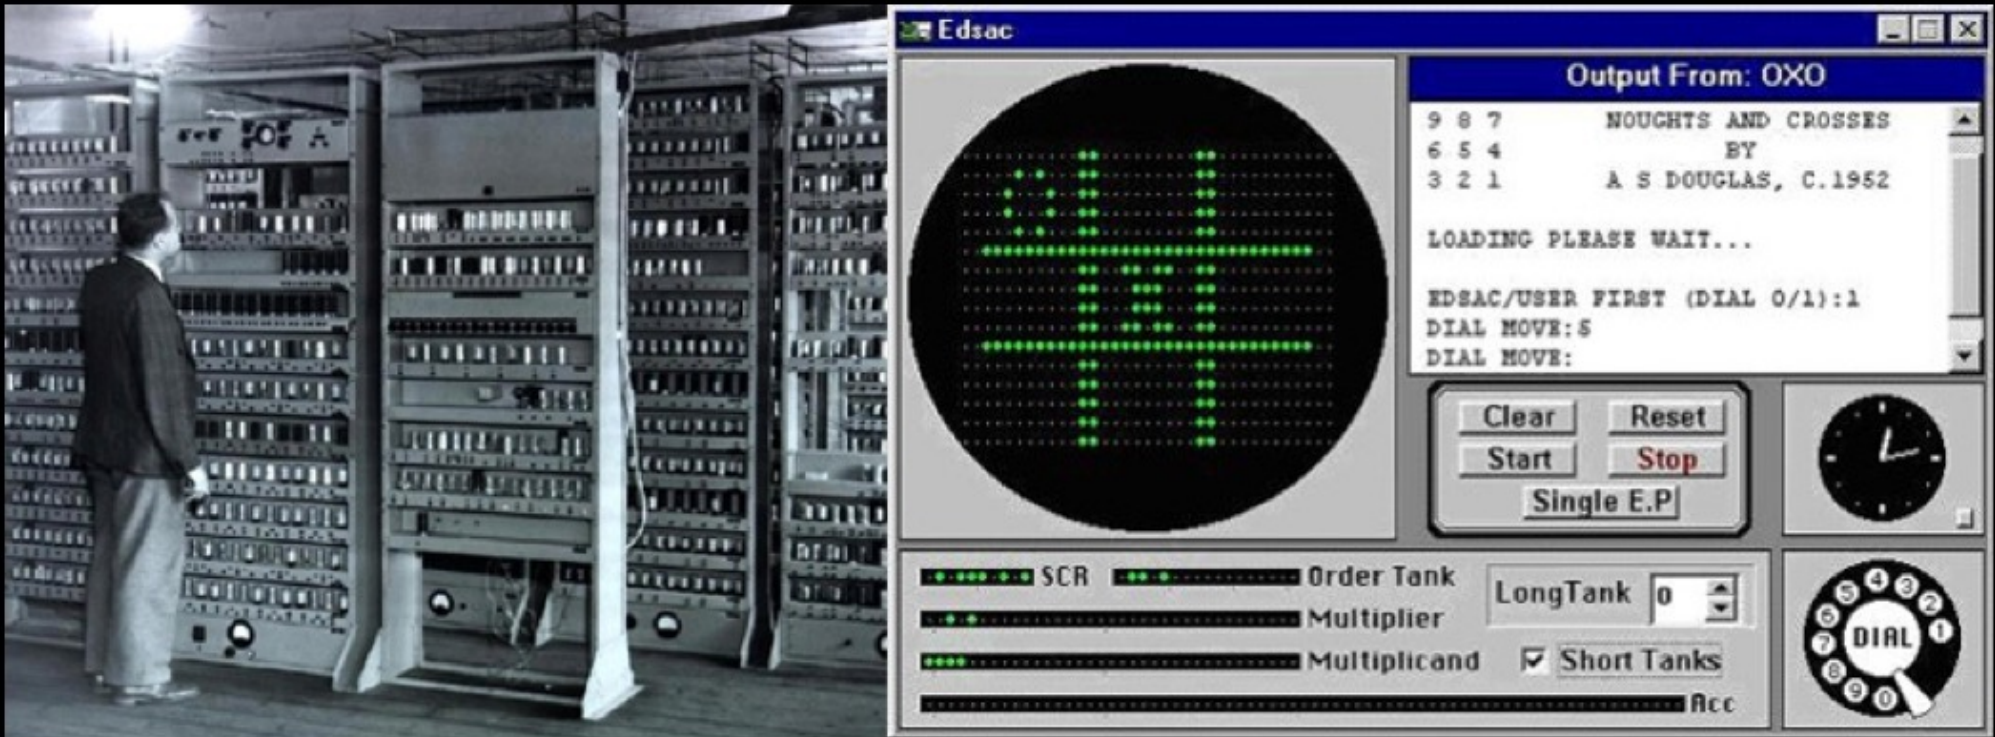 Edsac
Output From: OXO
9 8 7 NOUGHTS AND CROSSES
6 5 4 BY
3 2 1 A S DOUGLAS, C.1952
LOADING PLEASE WAIT...
EDSAC/USER FIRST (DIAL 0/1):1
DIAL MOVE:5
DIAL MOVE:
Clear Reset
Start Stop
Single E.P
SCR Order Tank
LongTank 0
Multiplier
Multiplicand
Short Tanks
Acc
5 4 3 2 1
6 7 8 9 0
DIAL